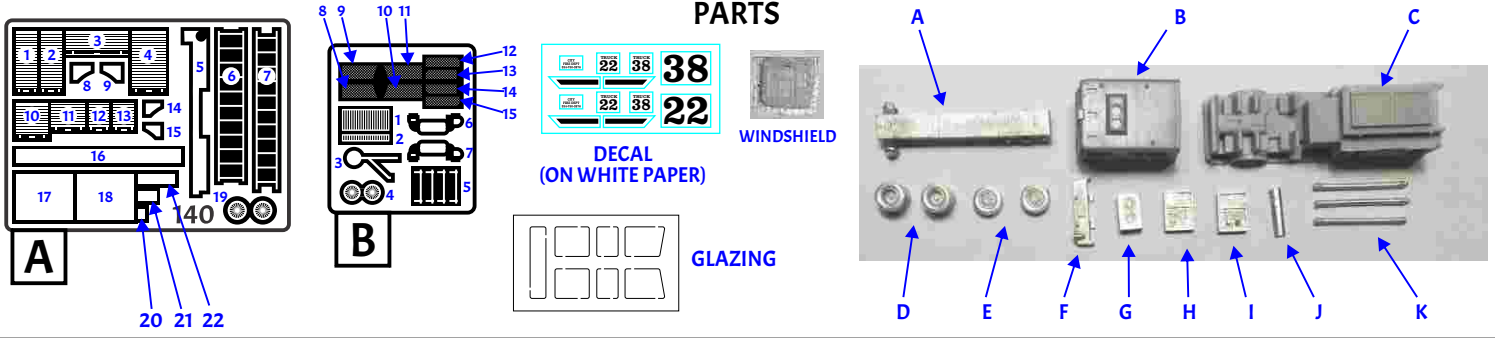 PARTS
1 2 3 4 5 6 7
8 9
10 11 12 13 14
15
16
17 18 19
140
20 21 22
A
8 9 10 11
12
13
14
15
1
2
3
4
5
6
7
B
TRUCK 22 TRUCK 38 38
TRUCK 22 TRUCK 38 22
DECAL
(ON WHITE PAPER)
WINDSHIELD
GLAZING
A B C
D E F G H I J K